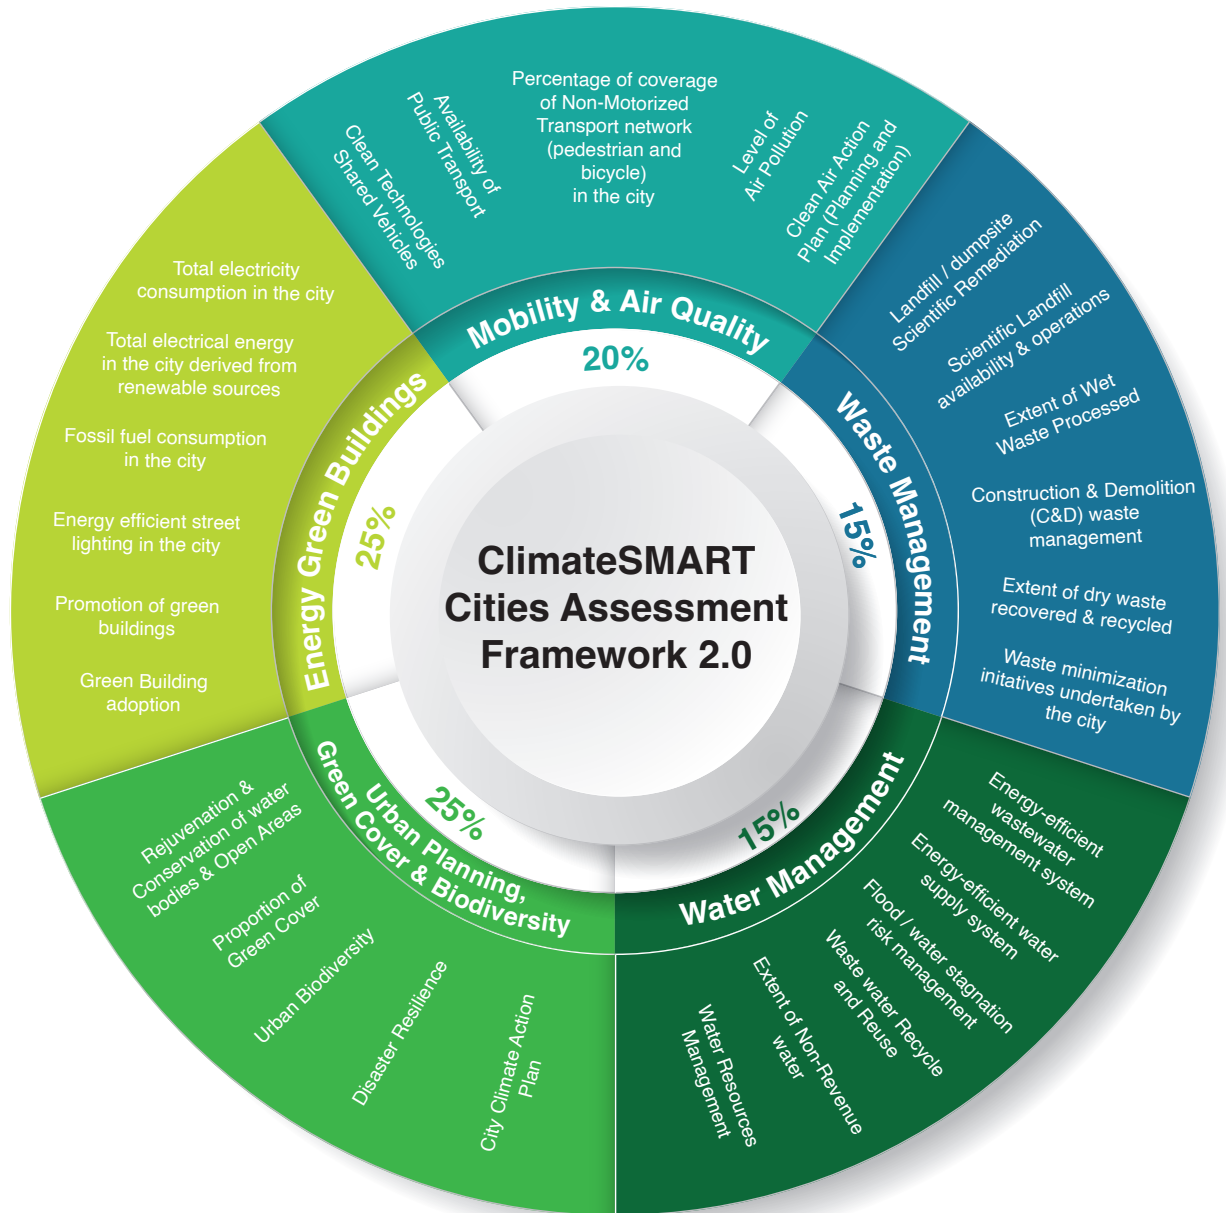 ClimateSMART
Cities Assessment
Framework 2.0
Mobility & Air Quality
20%
Clean Technologies
Shared Vehicles
Availability of
Public Transport
Percentage of coverage
of Non-Motorized
Transport network
(pedestrian and
bicycle)
in the city
Level of
Air Pollution
Clean Air Action
Plan (Planning and
Implementation)
Waste Management
15%
Landfill / dumpsite
Scientific Remediation
Scientific Landfill
availability & operations
Extent of Wet
Waste Processed
Construction & Demolition
(C&D) waste
management
Extent of dry waste
recovered & recycled
Waste minimization
initatives undertaken by
the city
Water Management
15%
Energy-efficient
wastewater
management system
Energy-efficient water
supply system
Flood / water stagnation
risk management
Waste water Recycle
and Reuse
Extent of Non-Revenue
water
Water Resources
Management
Urban Planning,
Green Cover & Biodiversity
25%
City Climate Action
Plan
Disaster Resilience
Urban Biodiversity
Proportion of
Green Cover
Rejuvenation &
Conservation of water
bodies & Open Areas
Energy Green Buildings
25%
Total electricity
consumption in the city
Total electrical energy
in the city derived from
renewable sources
Fossil fuel consumption
in the city
Energy efficient street
lighting in the city
Promotion of green
buildings
Green Building
adoption